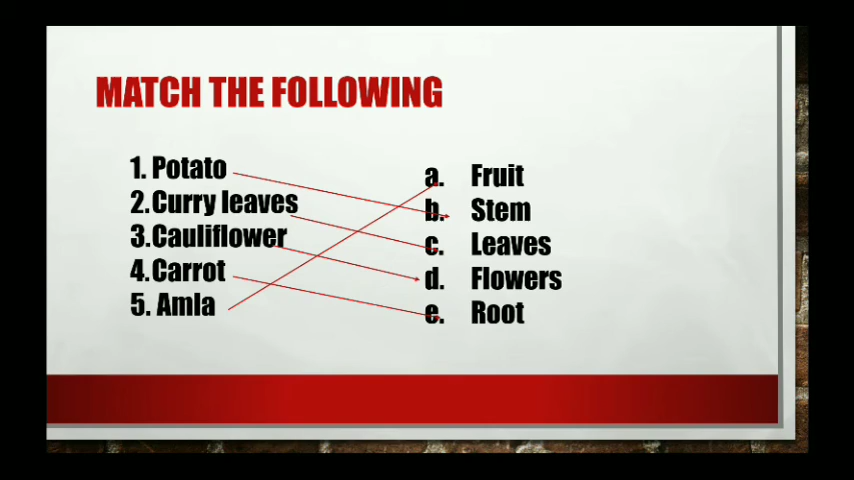 MATCH THE FOLLOWING
1. Potato
2.Curry leaves
3.Cauliflower
4.Carrot
5. Amla
a. Fruit
b. Stem
c. Leaves
d. Flowers
e. Root